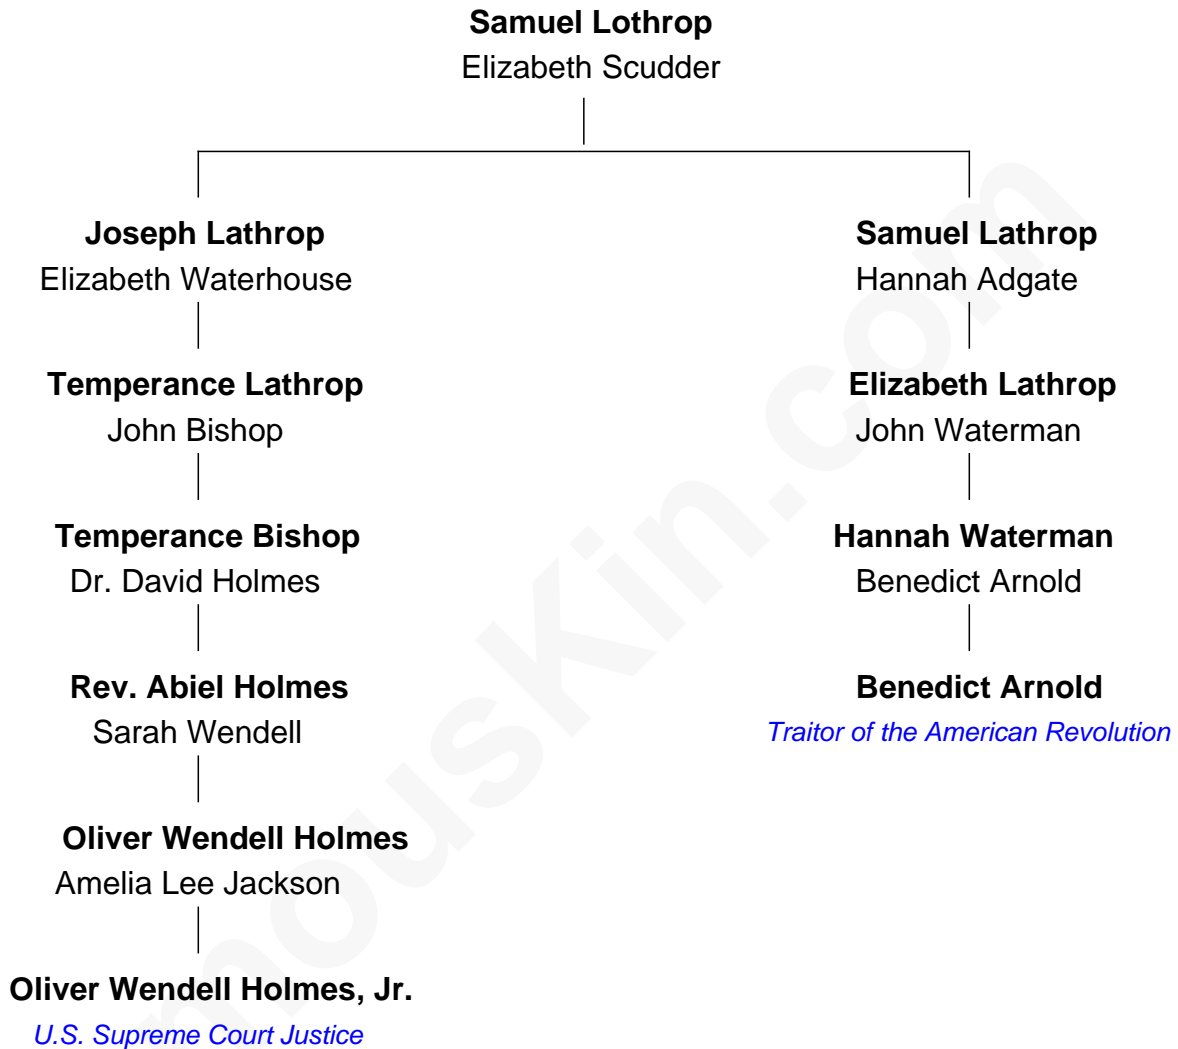 Samuel Lothrop
Elizabeth Scudder
Joseph Lathrop
Elizabeth Waterhouse
Samuel Lathrop
Hannah Adgate
Temperance Lathrop
John Bishop
Elizabeth Lathrop
John Waterman
Temperance Bishop
Dr. David Holmes
Hannah Waterman
Benedict Arnold
Rev. Abiel Holmes
Sarah Wendell
Benedict Arnold
Traitor of the American Revolution
Oliver Wendell Holmes
Amelia Lee Jackson
Oliver Wendell Holmes, Jr.
U.S. Supreme Court Justice
mousKin.com